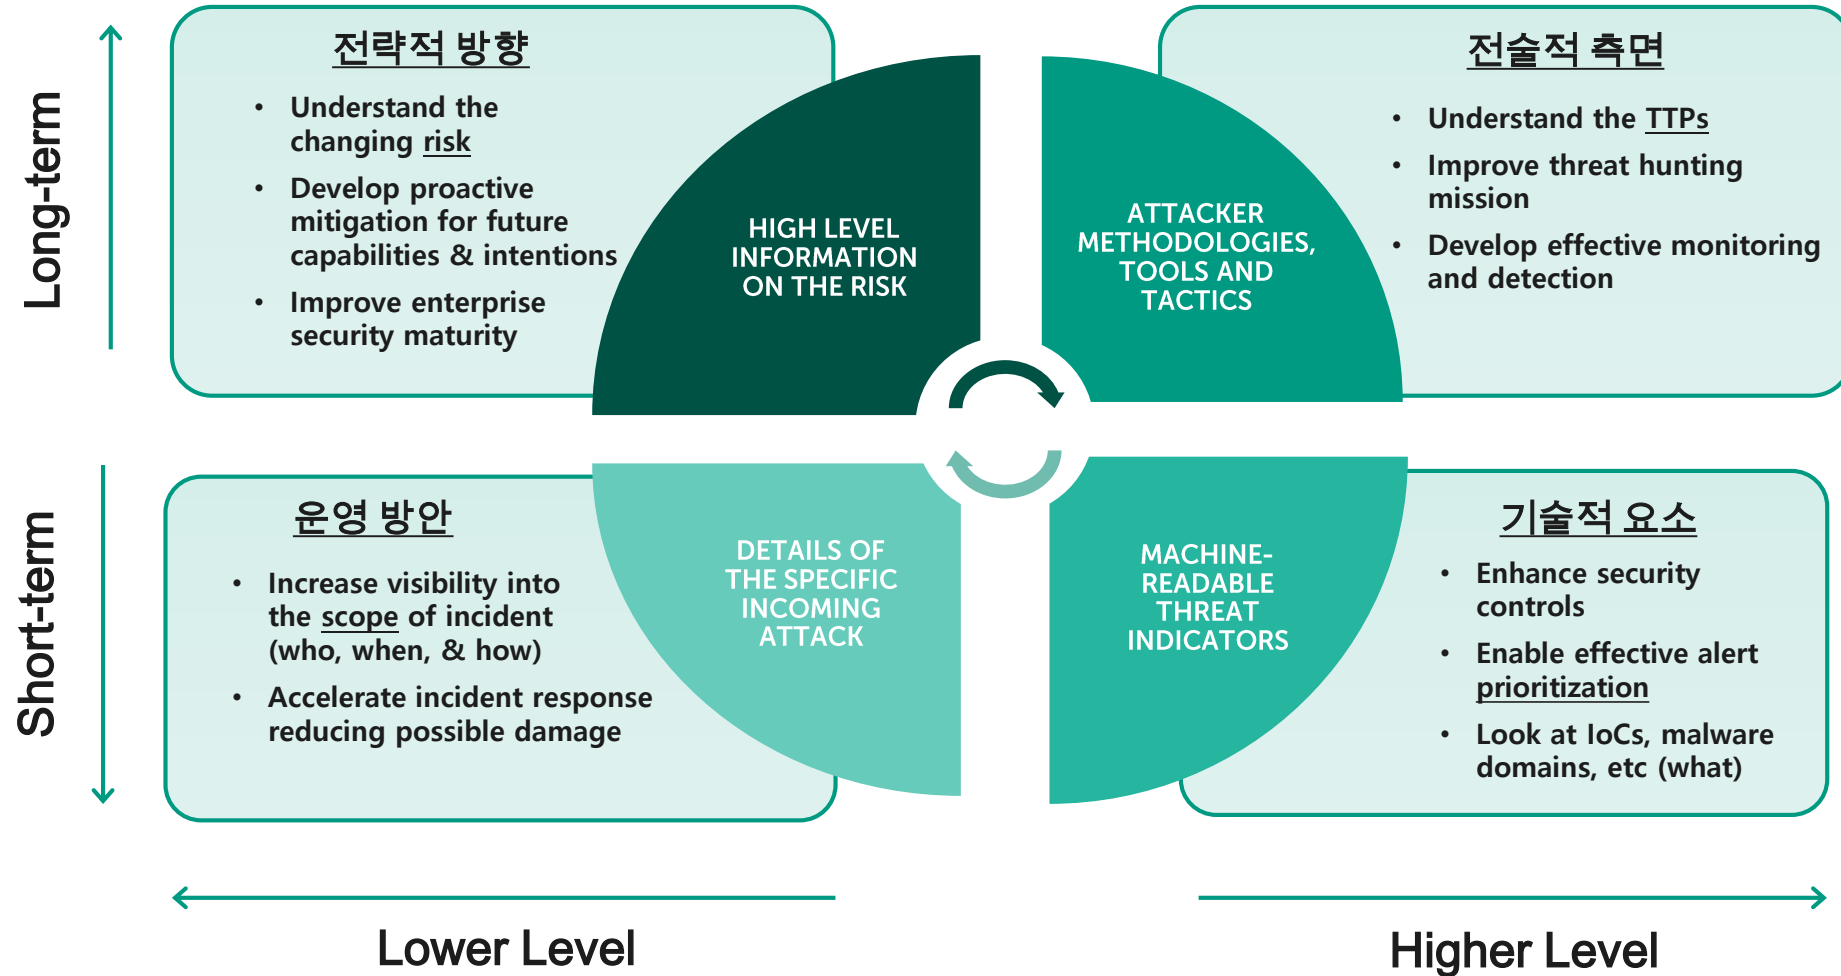 Long-term
전략적 방향
• Understand the
changing risk
• Develop proactive
mitigation for future
capabilities & intentions
• Improve enterprise
security maturity
HIGH LEVEL
INFORMATION
ON THE RISK
ATTACKER
METHODOLOGIES,
TOOLS AND
TACTICS
전술적 측면
• Understand the TTPs
• Improve threat hunting
mission
• Develop effective monitoring
and detection
Short-term
운영 방안
• Increase visibility into
the scope of incident
(who, when, & how)
• Accelerate incident response
reducing possible damage
DETAILS OF
THE SPECIFIC
INCOMING
ATTACK
MACHINE-
READABLE
THREAT
INDICATORS
기술적 요소
• Enhance security
controls
• Enable effective alert
prioritization
• Look at IoCs, malware
domains, etc (what)
Lower Level
Higher Level